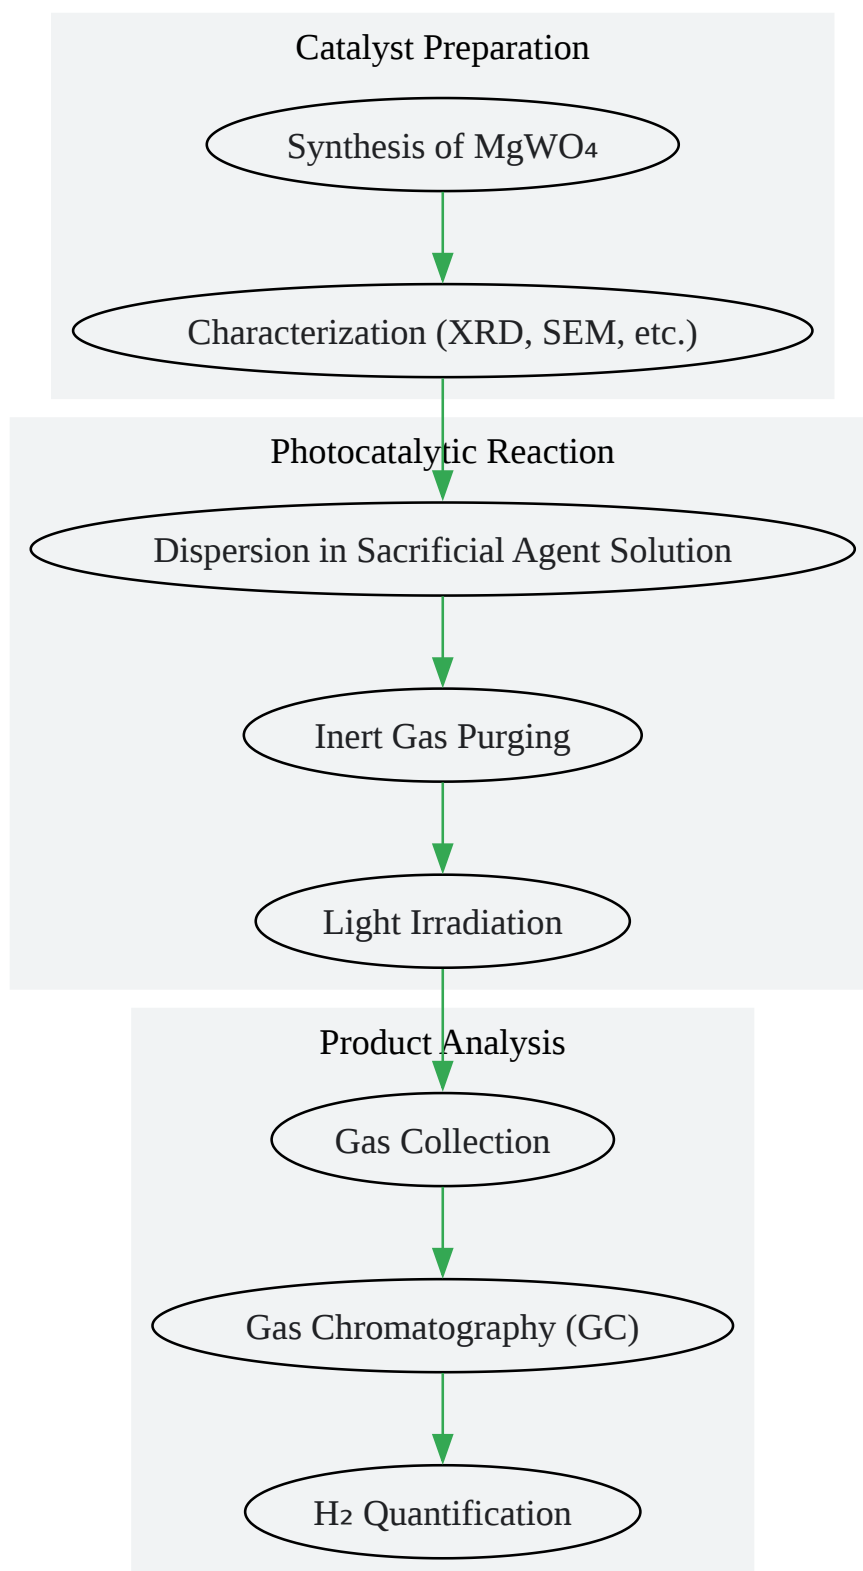 Catalyst Preparation
Synthesis of MgWO₄
Characterization (XRD, SEM, etc.)
Photocatalytic Reaction
Dispersion in Sacrificial Agent Solution
Inert Gas Purging
Light Irradiation
Product Analysis
Gas Collection
Gas Chromatography (GC)
H₂ Quantification